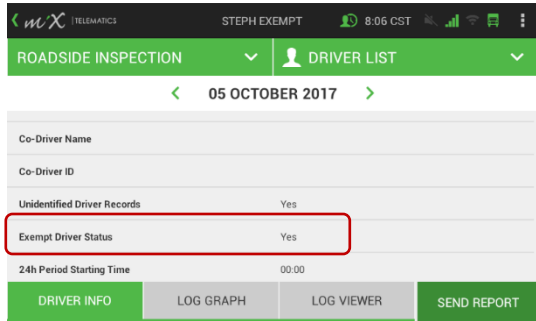 miX | TELEMATICS STEPH EXEMPT 8:06 CST
ROADSIDE INSPECTION DRIVER LIST
05 OCTOBER 2017
Co-Driver Name
Co-Driver ID
Unidentified Driver Records Yes
Exempt Driver Status Yes
24h Period Starting Time 00:00
DRIVER INFO LOG GRAPH LOG VIEWER SEND REPORT